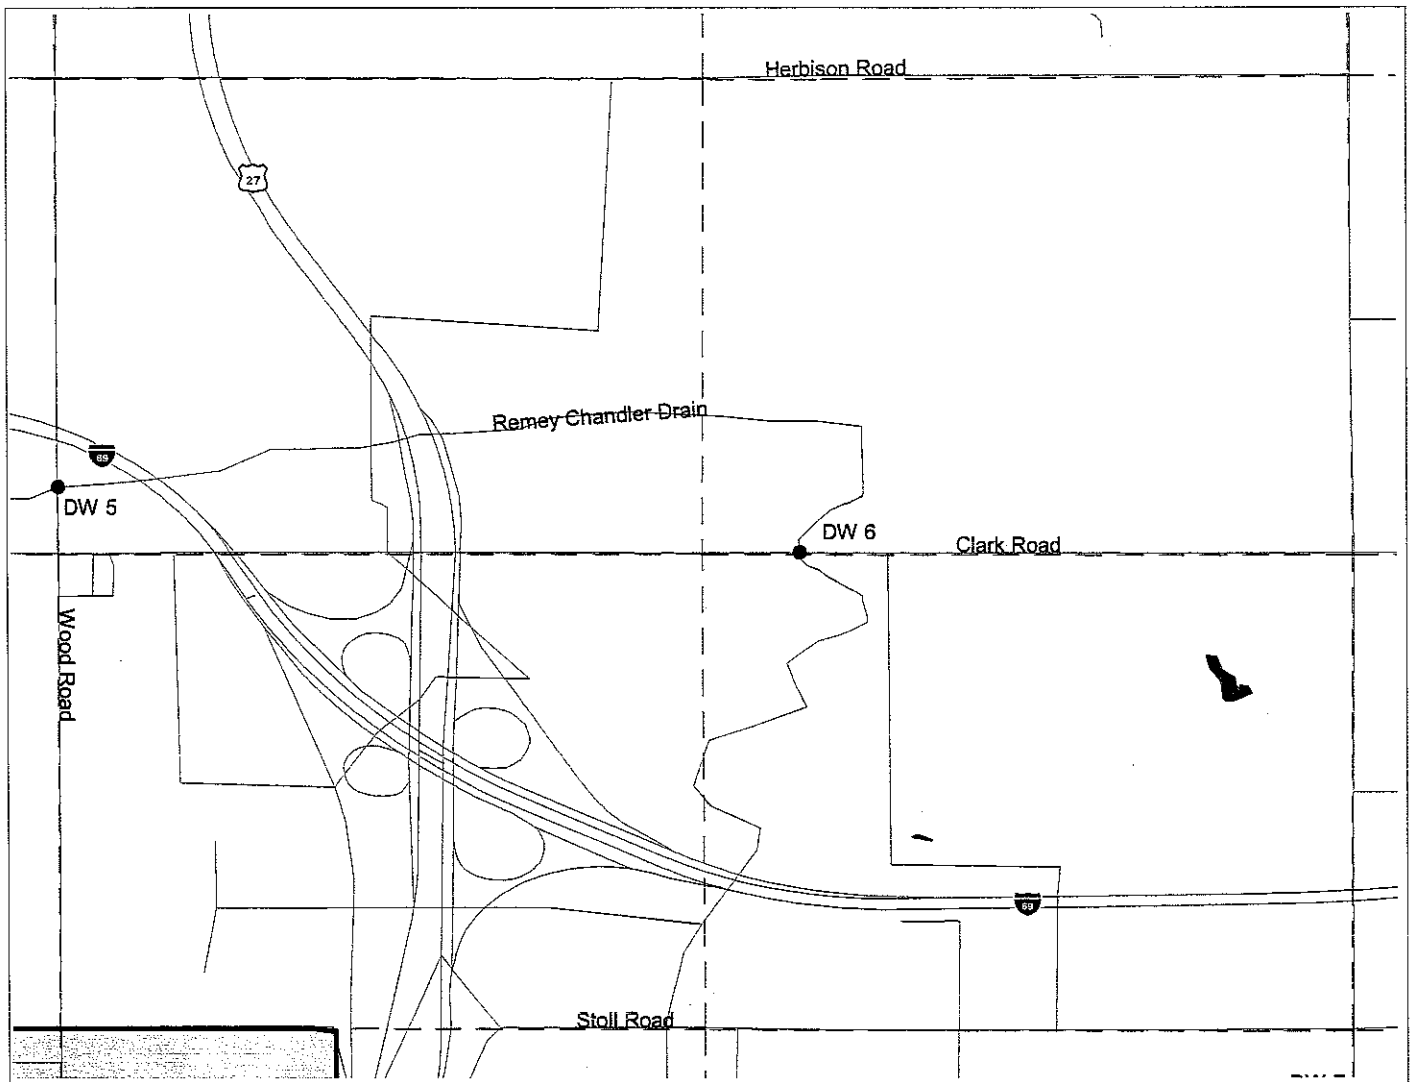 Herbison Road
27
Remey Chandler Drain
69
DW 5
DW 6
Clark Road
Wood Road
69
Stoll Road